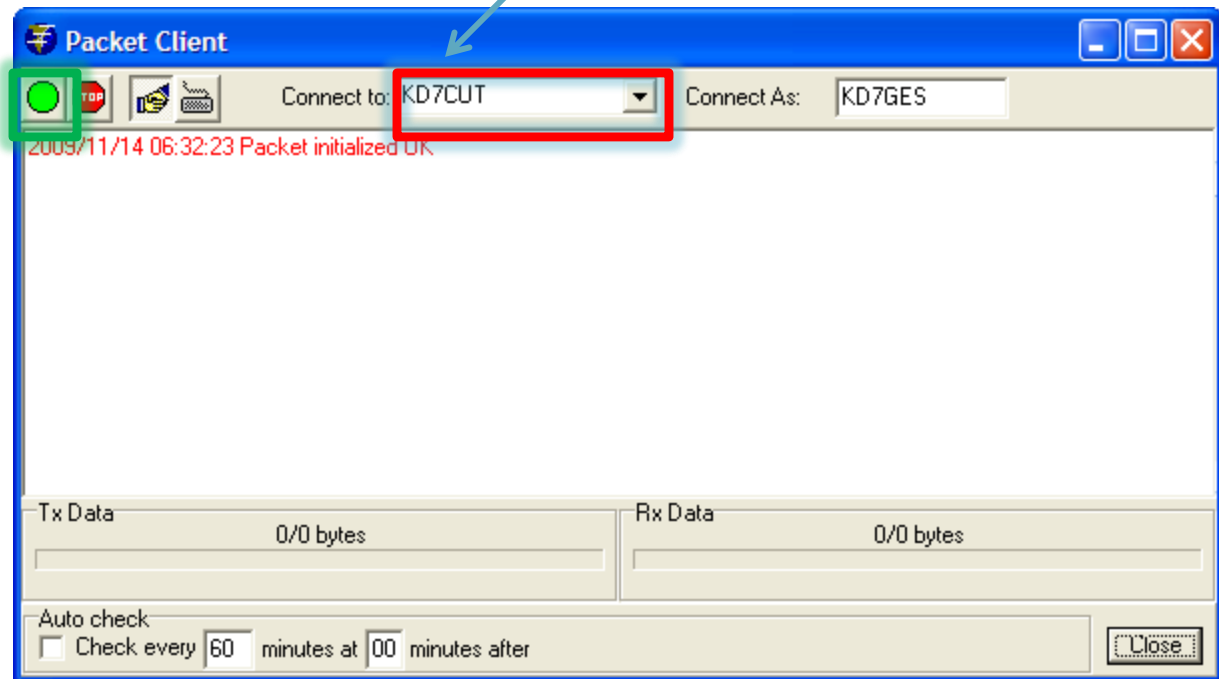 Packet Client
STOP
Connect to: KD7CUT Connect As: KD7GES
2009/11/14 06:32:23 Packet initialized OK
Tx Data Rx Data
0/0 bytes 0/0 bytes
Auto check
Check every 60 minutes at 00 minutes after
Close